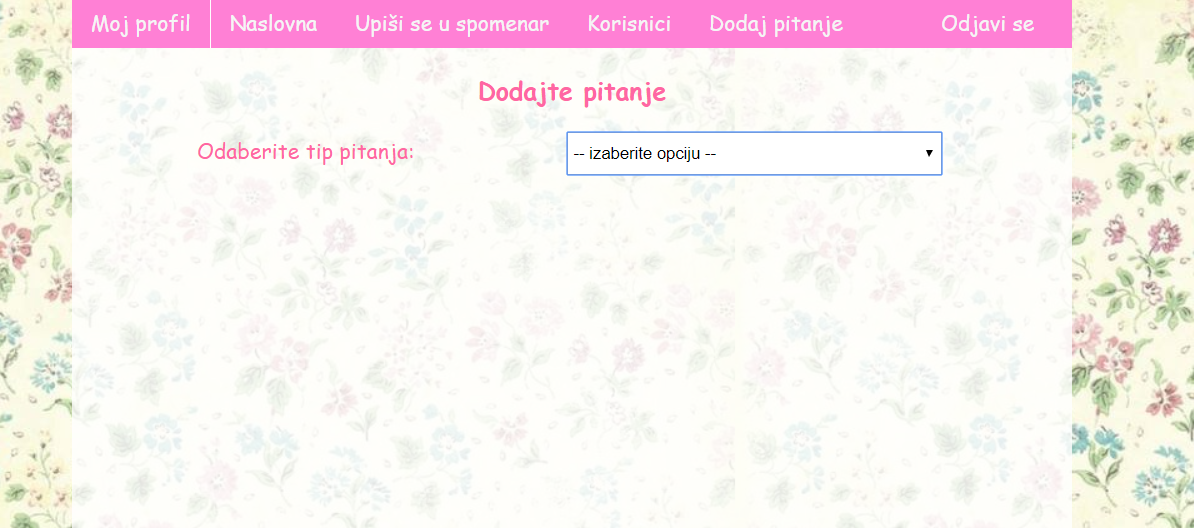 Moj profil Naslovna Upiši se u spomenar Korisnici Dodaj pitanje Odjavi se
Dodajte pitanje
Odaberite tip pitanja: -- izaberite opciju --